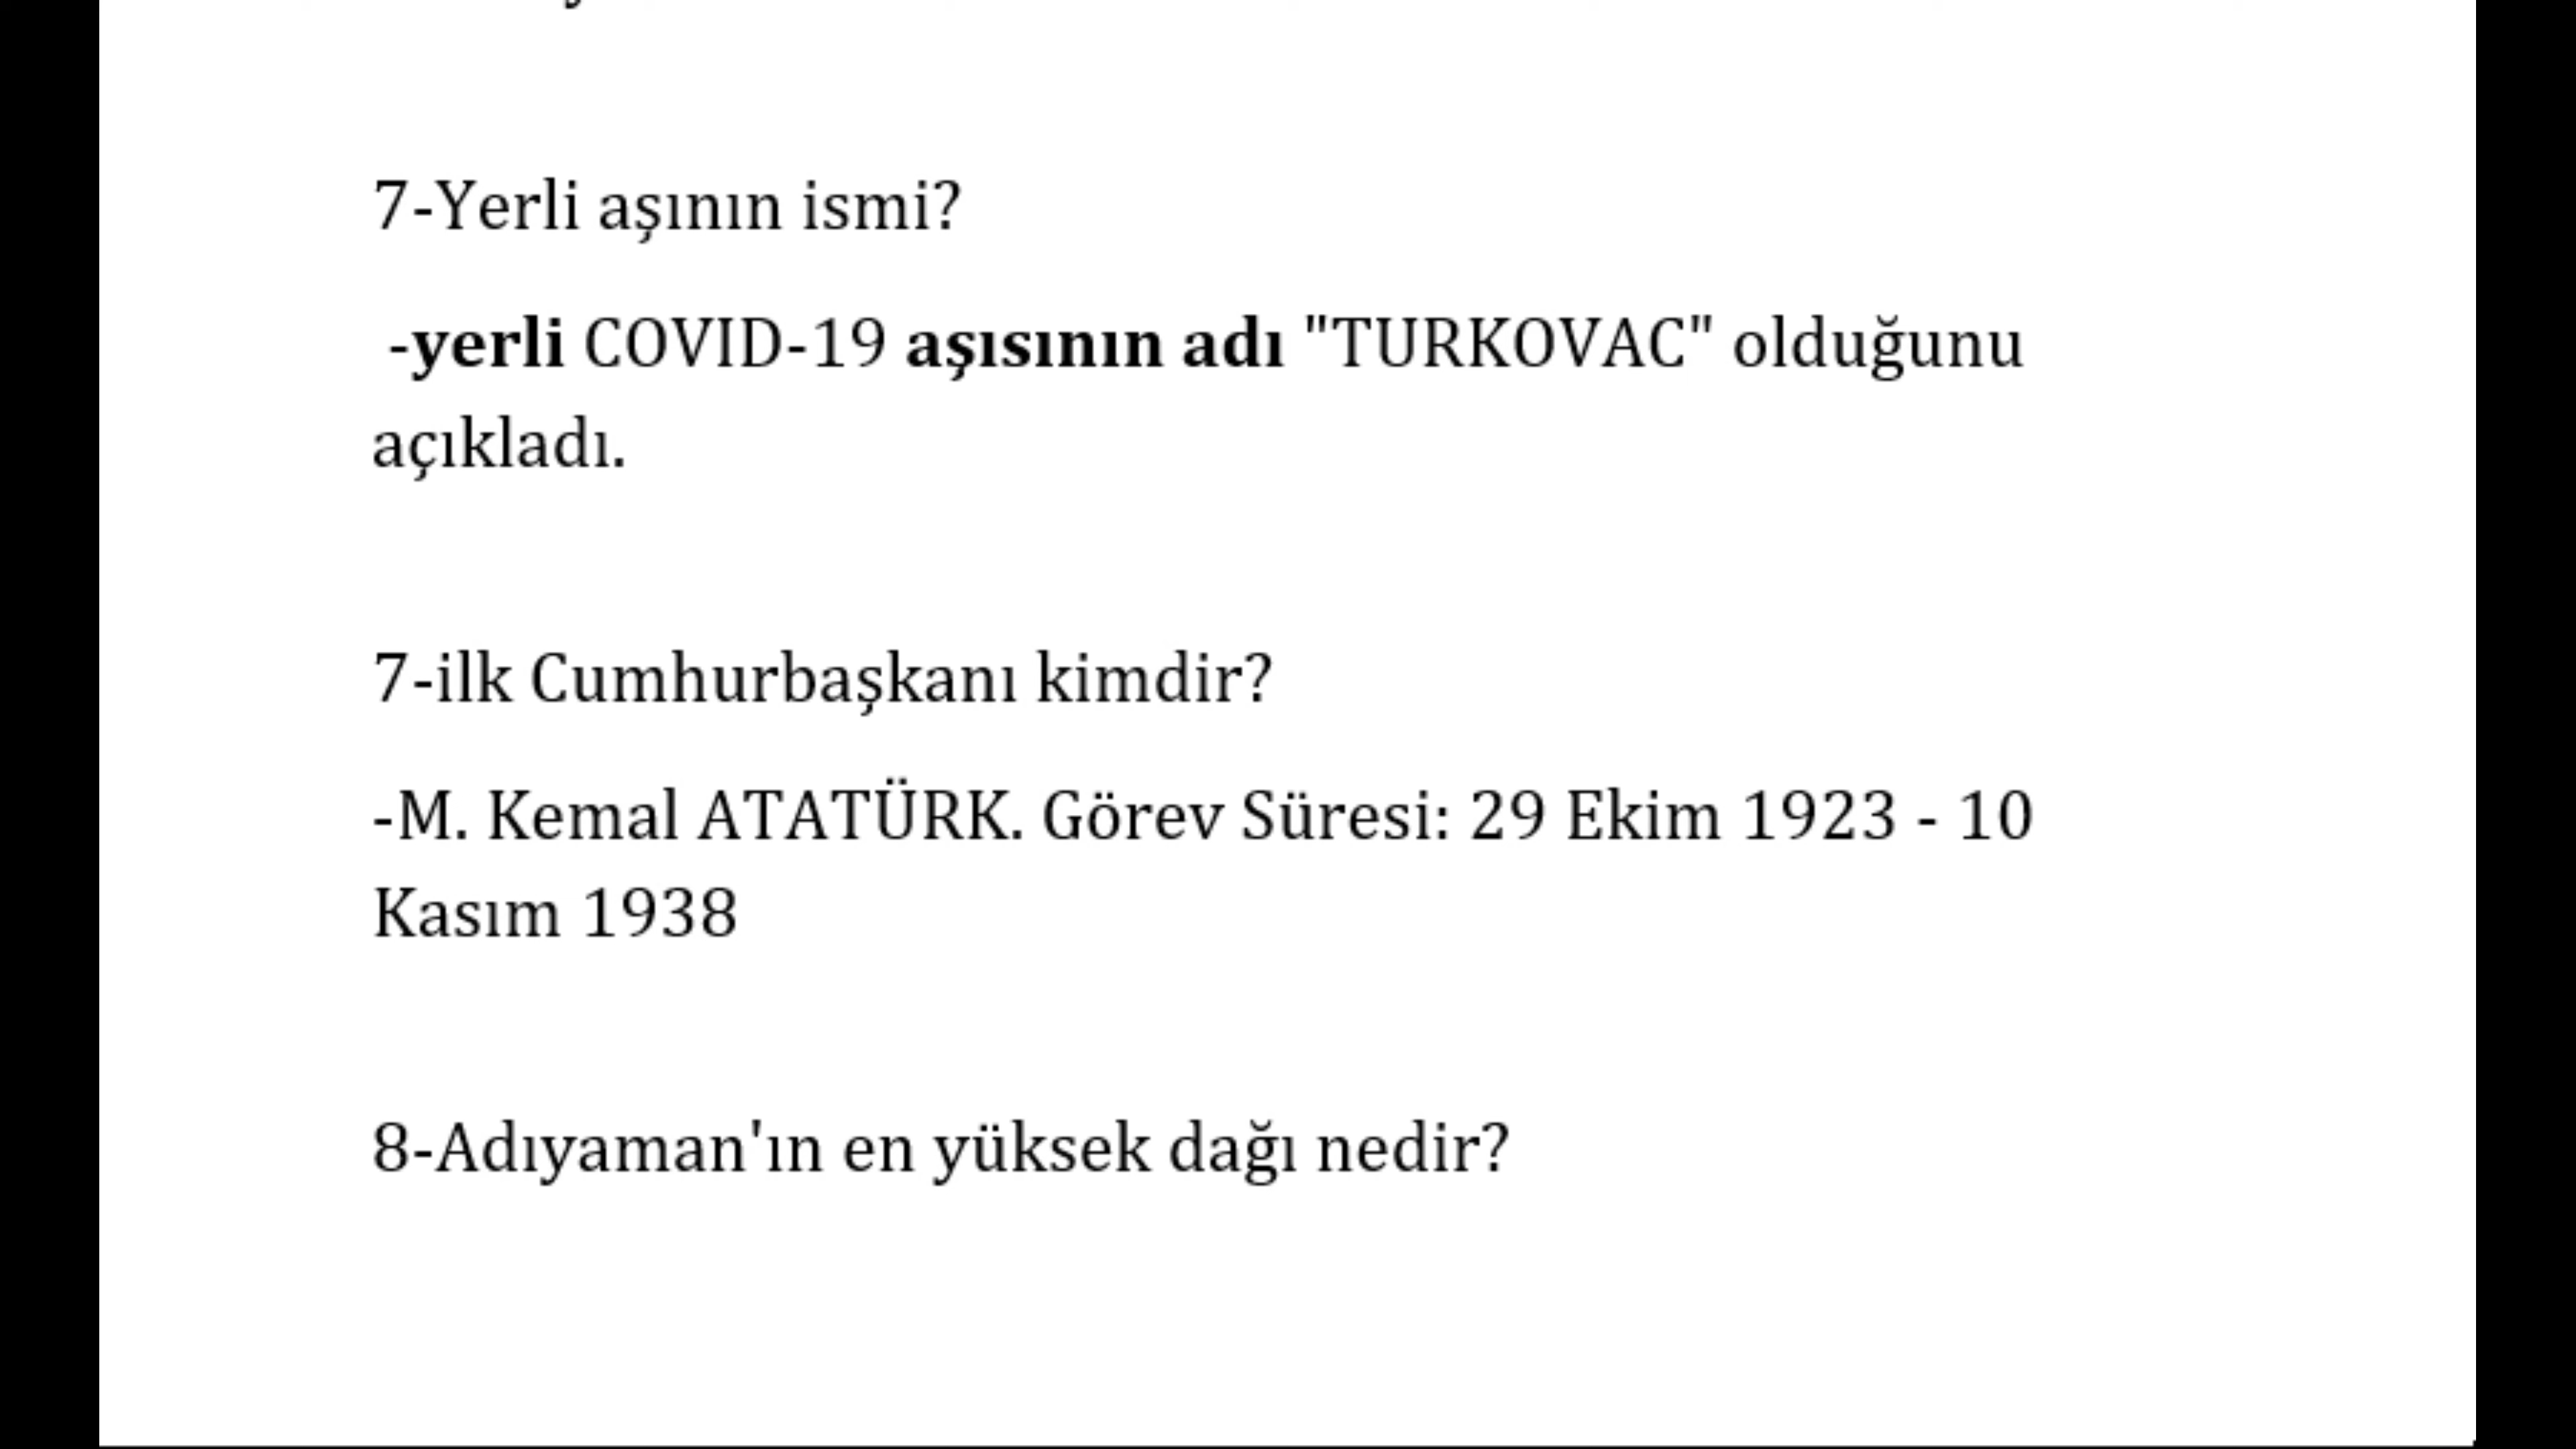 7-Yerli aşının ismi?
-yerli COVID-19 aşısının adı "TURKOVAC" olduğunu
açıkladı.
7-ilk Cumhurbaşkanı kimdir?
-M. Kemal ATATÜRK. Görev Süresi: 29 Ekim 1923 - 10
Kasım 1938
8-Adıyaman'ın en yüksek dağı nedir?